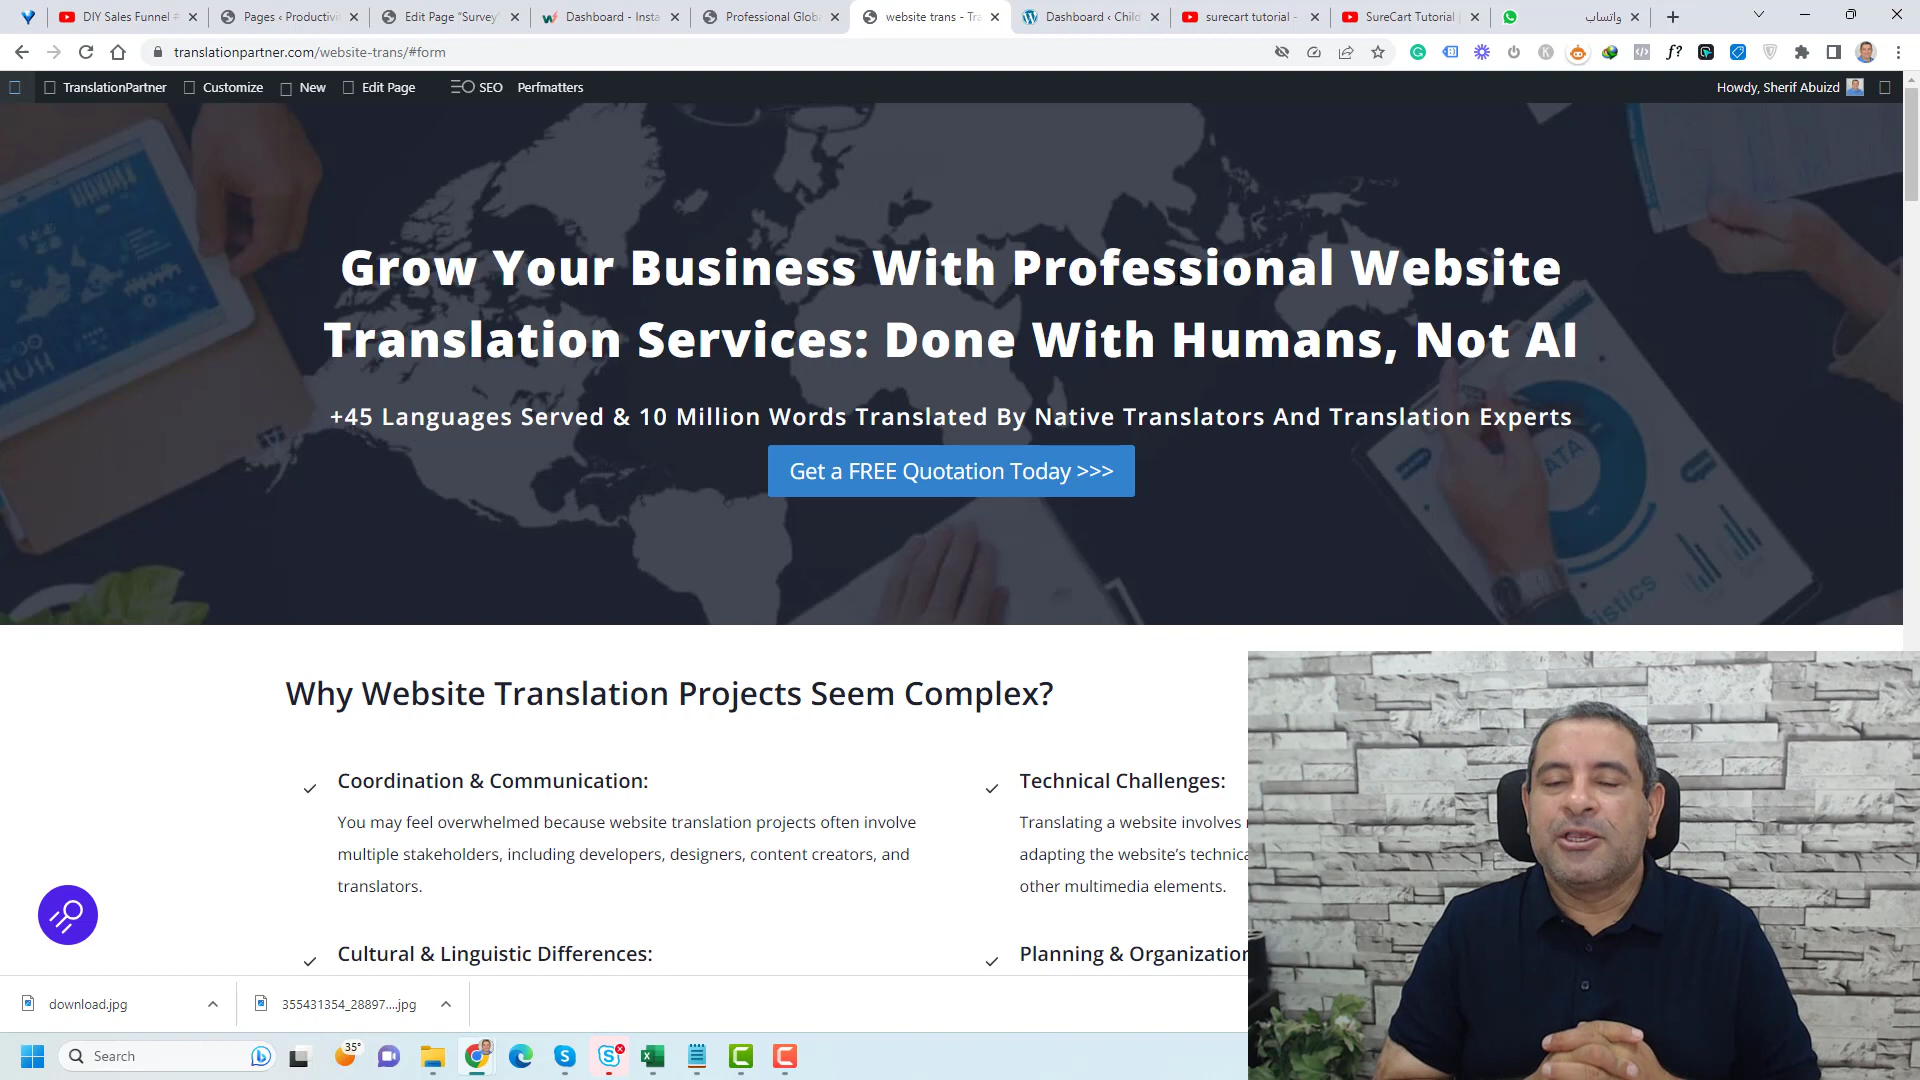 DIY Sales Funnel
Pages ‹ Productivi
Edit Page "Survey"
Dashboard - Insta
Professional Globa
website trans - Tra
Dashboard ‹ Child
surecart tutorial -
SureCart Tutorial
واتساب
translationpartner.com/website-trans/#form
TranslationPartner
Customize
New
Edit Page
SEO
Perfmatters
Howdy, Sherif Abuizd
Grow Your Business With Professional Website
Translation Services: Done With Humans, Not AI
+45 Languages Served & 10 Million Words Translated By Native Translators And Translation Experts
Get a FREE Quotation Today >>>
DATA
Why Website Translation Projects Seem Complex?
Coordination & Communication:
You may feel overwhelmed because website translation projects often involve
multiple stakeholders, including developers, designers, content creators, and
translators.
Technical Challenges:
Translating a website involves
adapting the website's technica
other multimedia elements.
Cultural & Linguistic Differences:
Planning & Organization
download.jpg
355431354_28897....jpg
Search
35°